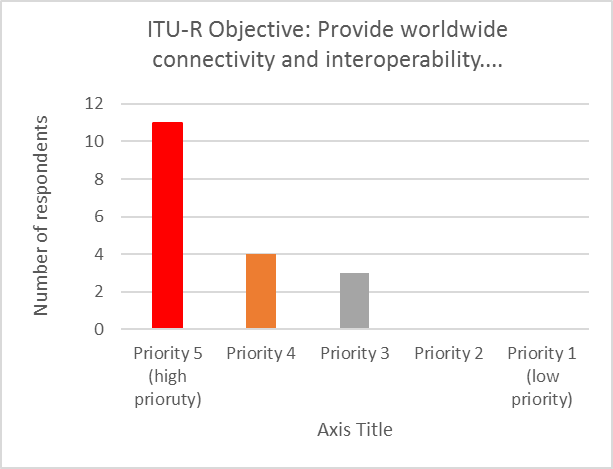 ITU-R Objective: Provide worldwide
connectivity and interoperability....
Number of respondents
12
10
8
6
4
2
0
Priority 5
(high
prioruty)
Priority 4
Priority 3
Priority 2
Priority 1
(low
priority)
Axis Title